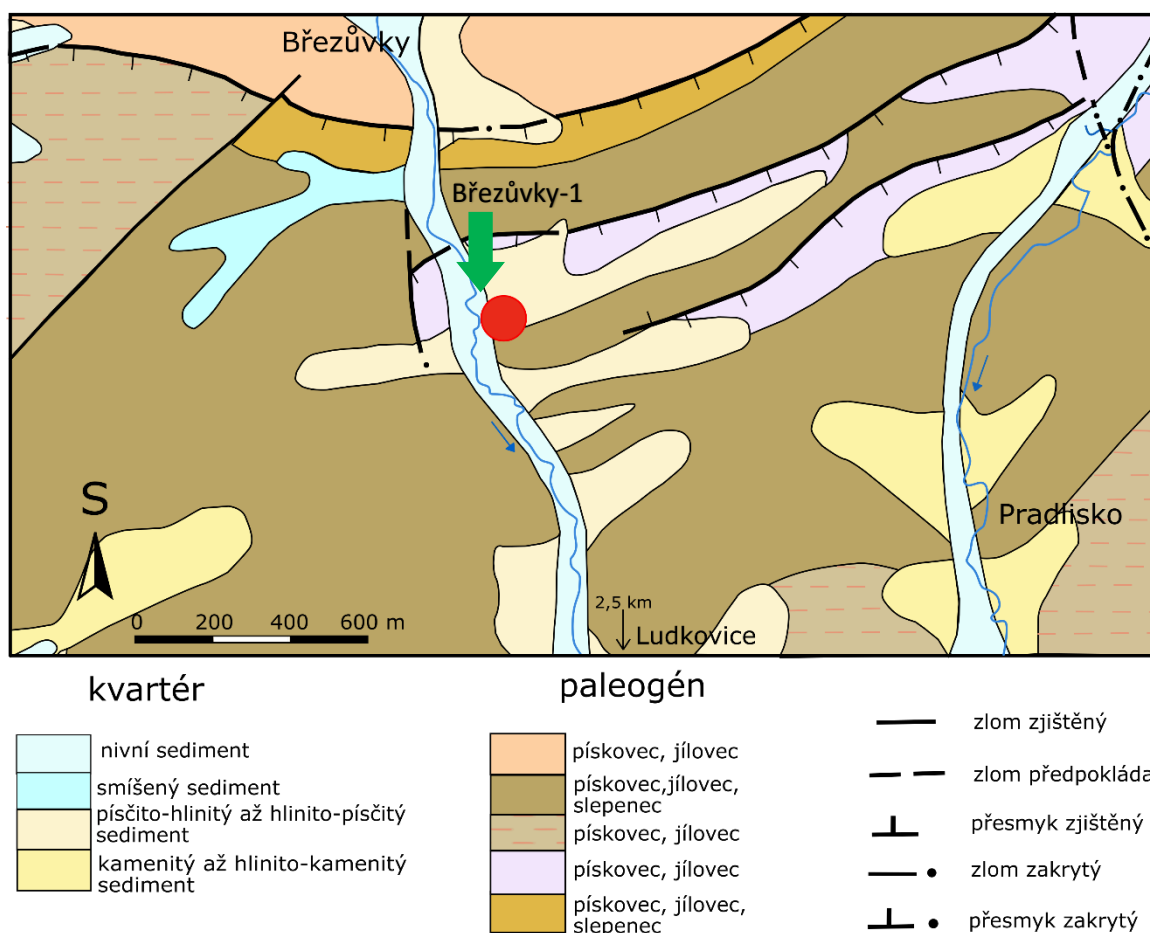 Březůvky
Březůvky-1
Pradlisko
S
0 200 400 600 m
2,5 km
Ludkovice
kvartér
nivní sediment
smíšený sediment
písčito-hlinitý až hlinito-písčitý
sediment
kamenitý až hlinito-kamenitý
sediment
paleogén
pískovec, jílovec
pískovec,jílovec,
slepenec
pískovec, jílovec
pískovec, jílovec
pískovec, jílovec,
slepenec
zlom zjištěný
zlom předpokláda
přesmyk zjištěný
zlom zakrytý
přesmyk zakrytý